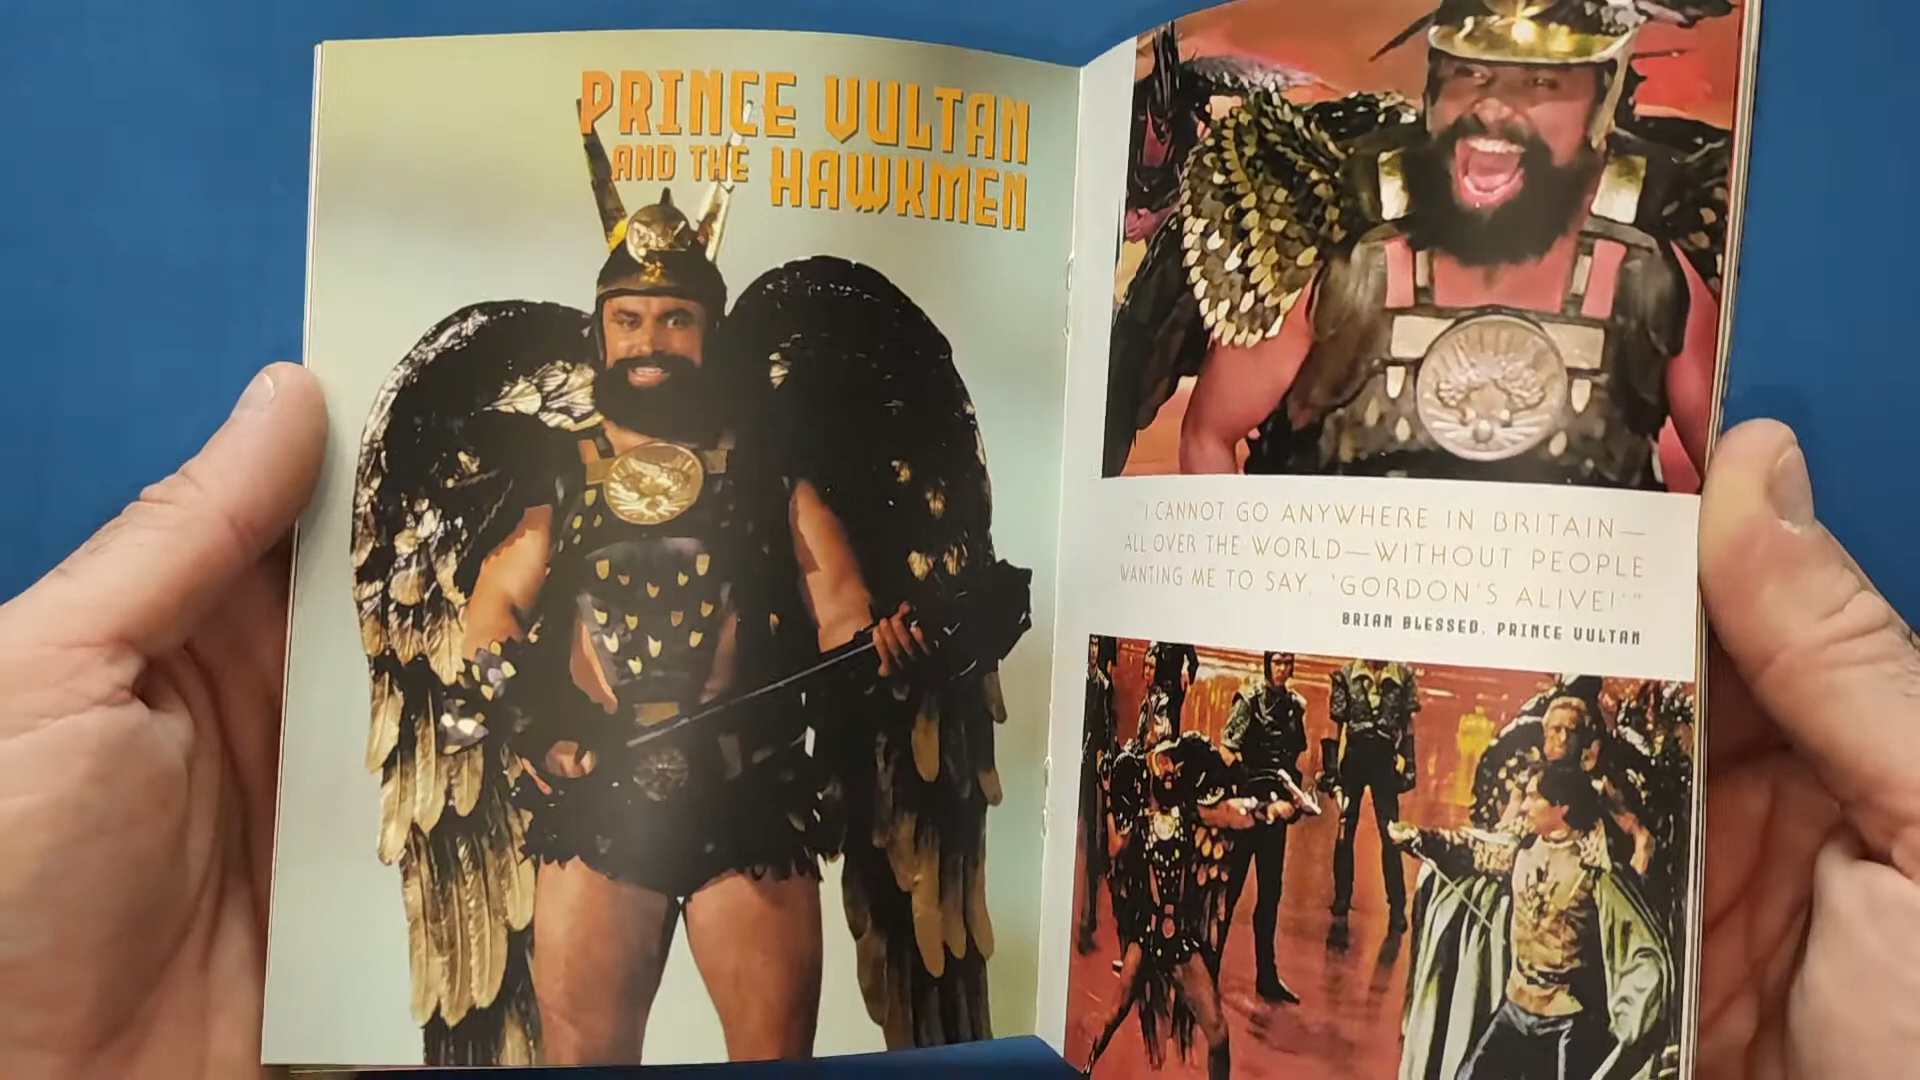 PRINCE VULTAN
AND THE HAWKMEN
"I CANNOT GO ANYWHERE IN BRITAIN—
ALL OVER THE WORLD—WITHOUT PEOPLE
WANTING ME TO SAY, 'GORDON'S ALIVE!'"
BRIAN BLESSED, PRINCE VULTAN